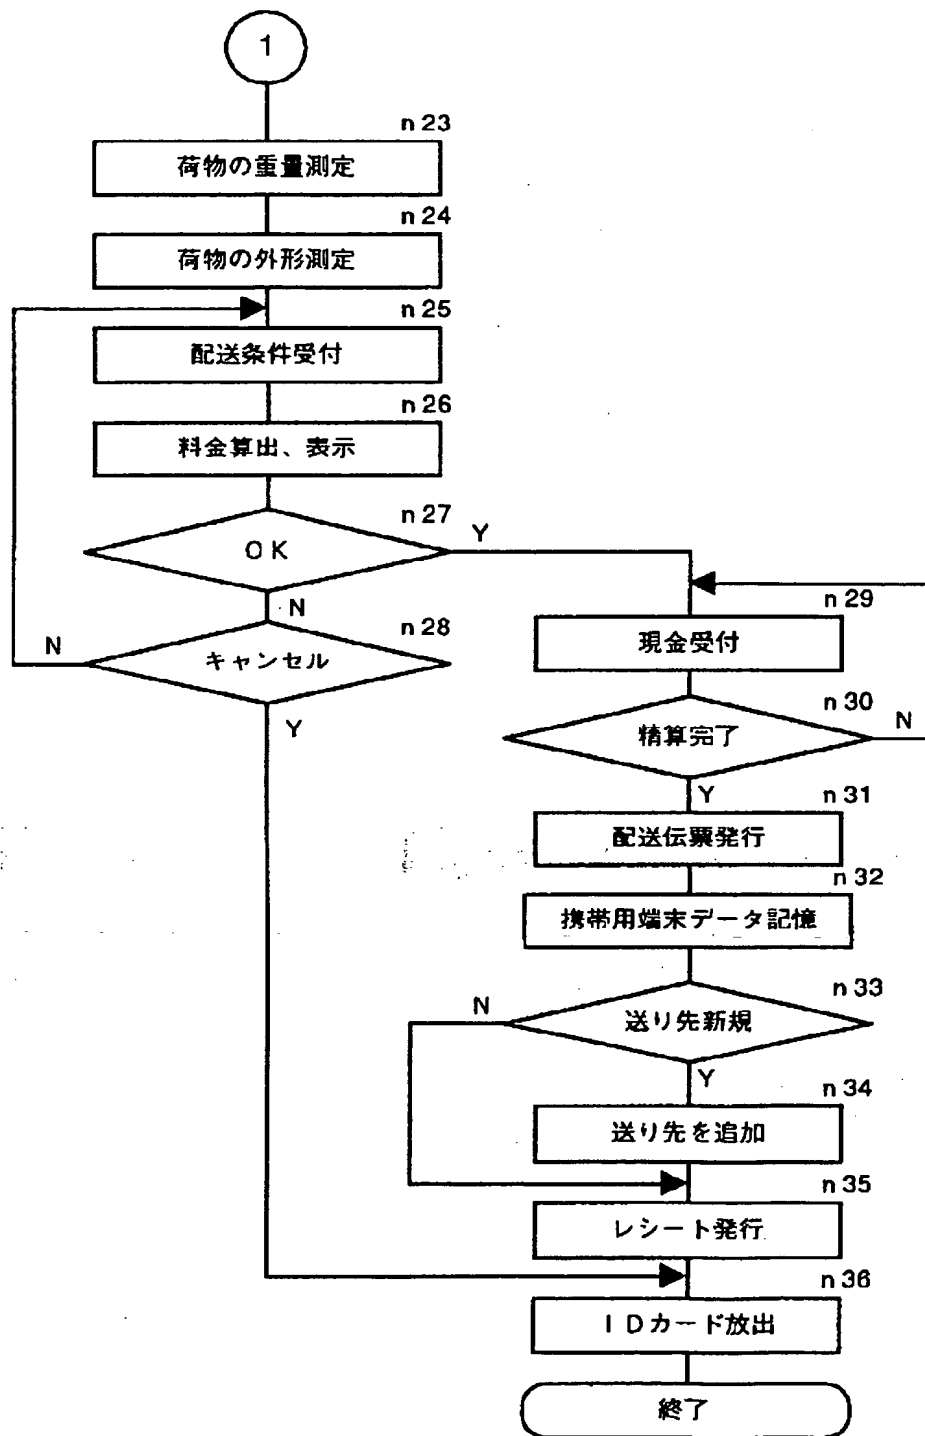 1
n23
荷物の重量測定
n24
荷物の外形測定
n25
配送条件受付
n26
料金算出、表示
n27
OK
Y
N
n28
キャンセル
N
Y
n29
現金受付
n30
精算完了
N
Y
n31
配送伝票発行
n32
携帯用端末データ記憶
n33
送り先新規
N
Y
n34
送り先を追加
n35
レシート発行
n36
IDカード放出
終了